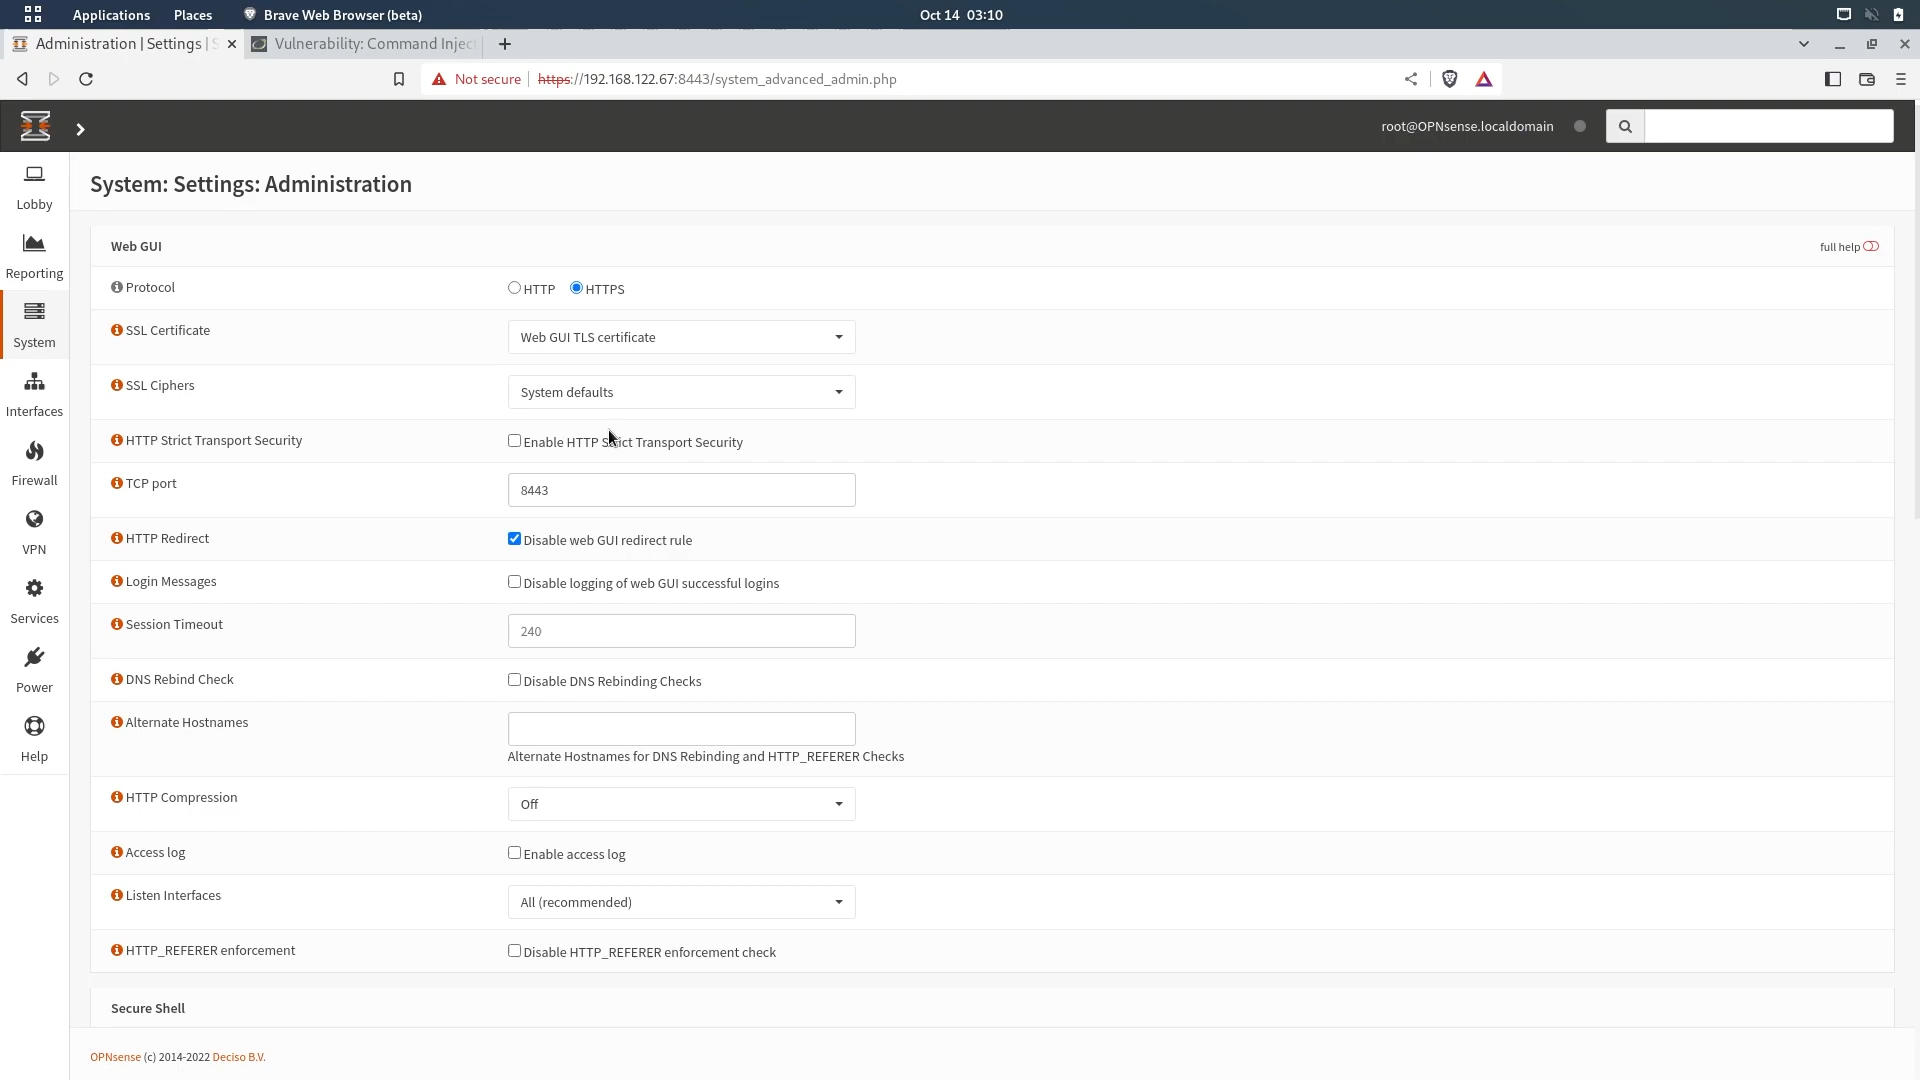 Applications Places Brave Web Browser (beta) Oct 14 03:10
Administration | Settings | S Vulnerability: Command Injec
Not secure https://192.168.122.67:8443/system_advanced_admin.php
root@OPNsense.localdomain
Lobby
Reporting
System
Interfaces
Firewall
VPN
Services
Power
Help
System: Settings: Administration
Web GUI full help
Protocol HTTP HTTPS
SSL Certificate Web GUI TLS certificate
SSL Ciphers System defaults
HTTP Strict Transport Security Enable HTTP Strict Transport Security
TCP port 8443
HTTP Redirect Disable web GUI redirect rule
Login Messages Disable logging of web GUI successful logins
Session Timeout 240
DNS Rebind Check Disable DNS Rebinding Checks
Alternate Hostnames
Alternate Hostnames for DNS Rebinding and HTTP_REFERER Checks
HTTP Compression Off
Access log Enable access log
Listen Interfaces All (recommended)
HTTP_REFERER enforcement Disable HTTP_REFERER enforcement check
Secure Shell
OPNsense (c) 2014-2022 Deciso B.V.